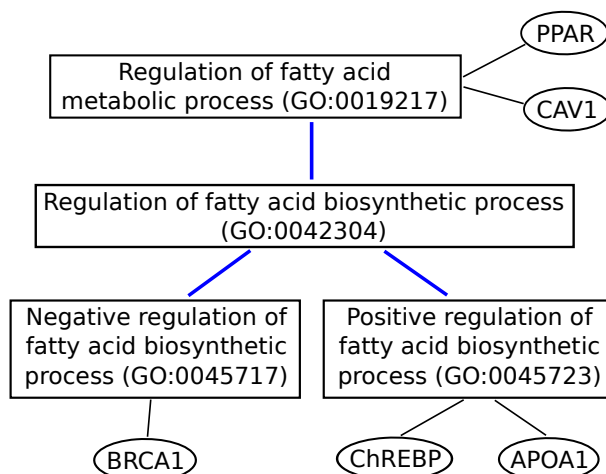 PPAR
Regulation of fatty acid
metabolic process (GO:0019217)
CAV1
Regulation of fatty acid biosynthetic process
(GO:0042304)
Negative regulation of
fatty acid biosynthetic
process (GO:0045717)
Positive regulation of
fatty acid biosynthetic
process (GO:0045723)
BRCA1
ChREBP
APOA1